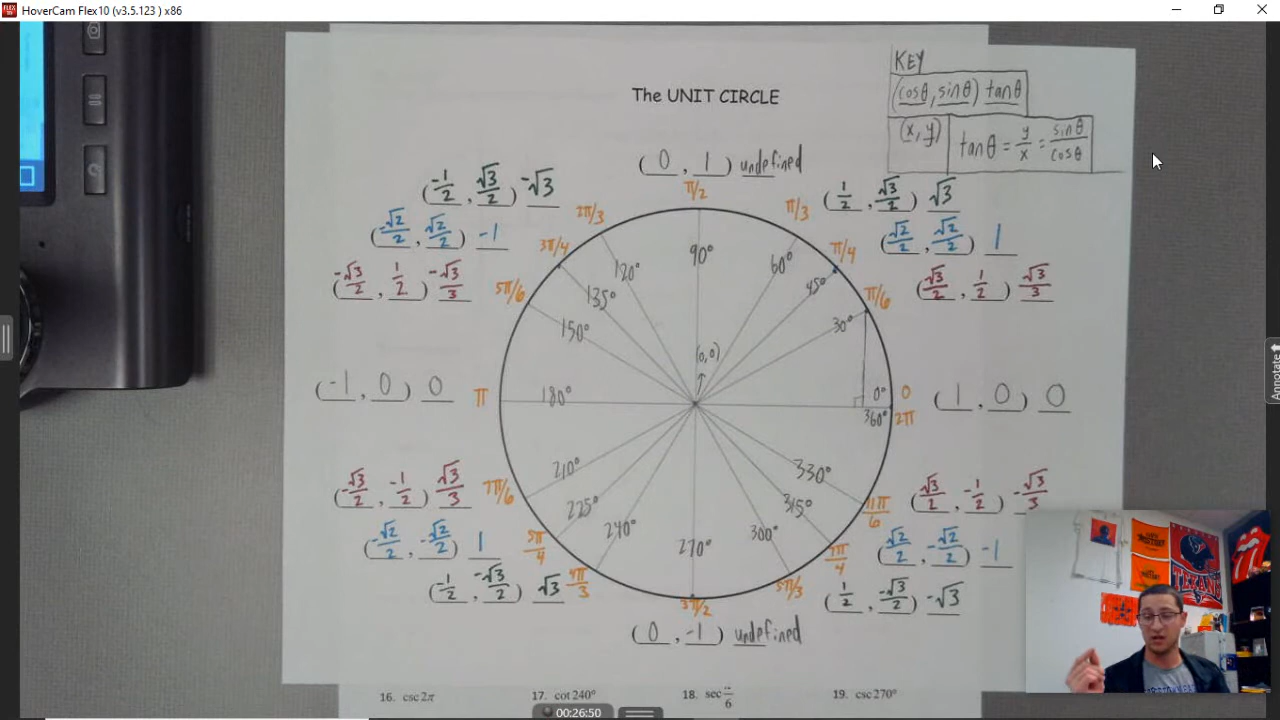 HoverCam Flex10 (v3.5.123) x86
KEY
(cosθ, sinθ) tanθ
(x, y) tanθ = y/x = sinθ/cosθ
The UNIT CIRCLE
(0, 1) undefined
π/2
(-1/2, √3/2) -√3
2π/3
π/3
(1/2, √3/2) √3
(-√2/2, √2/2) -1
3π/4
π/4
(√2/2, √2/2) 1
(-√3/2, 1/2) -√3/3
5π/6
π/6
(√3/2, 1/2) √3/3
90°
120°
60°
135°
45°
150°
30°
(0,0)
(-1, 0) 0
π
180°
0°
0
360°
2π
(1, 0) 0
(-√3/2, -1/2) √3/3
7π/6
210°
330°
11π/6
(√3/2, -1/2) -√3/3
(-√2/2, -√2/2) 1
5π/4
225°
315°
7π/4
(√2/2, -√2/2) -1
(-1/2, -√3/2) √3
4π/3
240°
270°
300°
5π/3
(1/2, -√3/2) -√3
3π/2
(0, -1) undefined
16. csc2π
17. cot240°
18. sec π/6
19. csc270°
00:26:50
Annotate
TEXANS